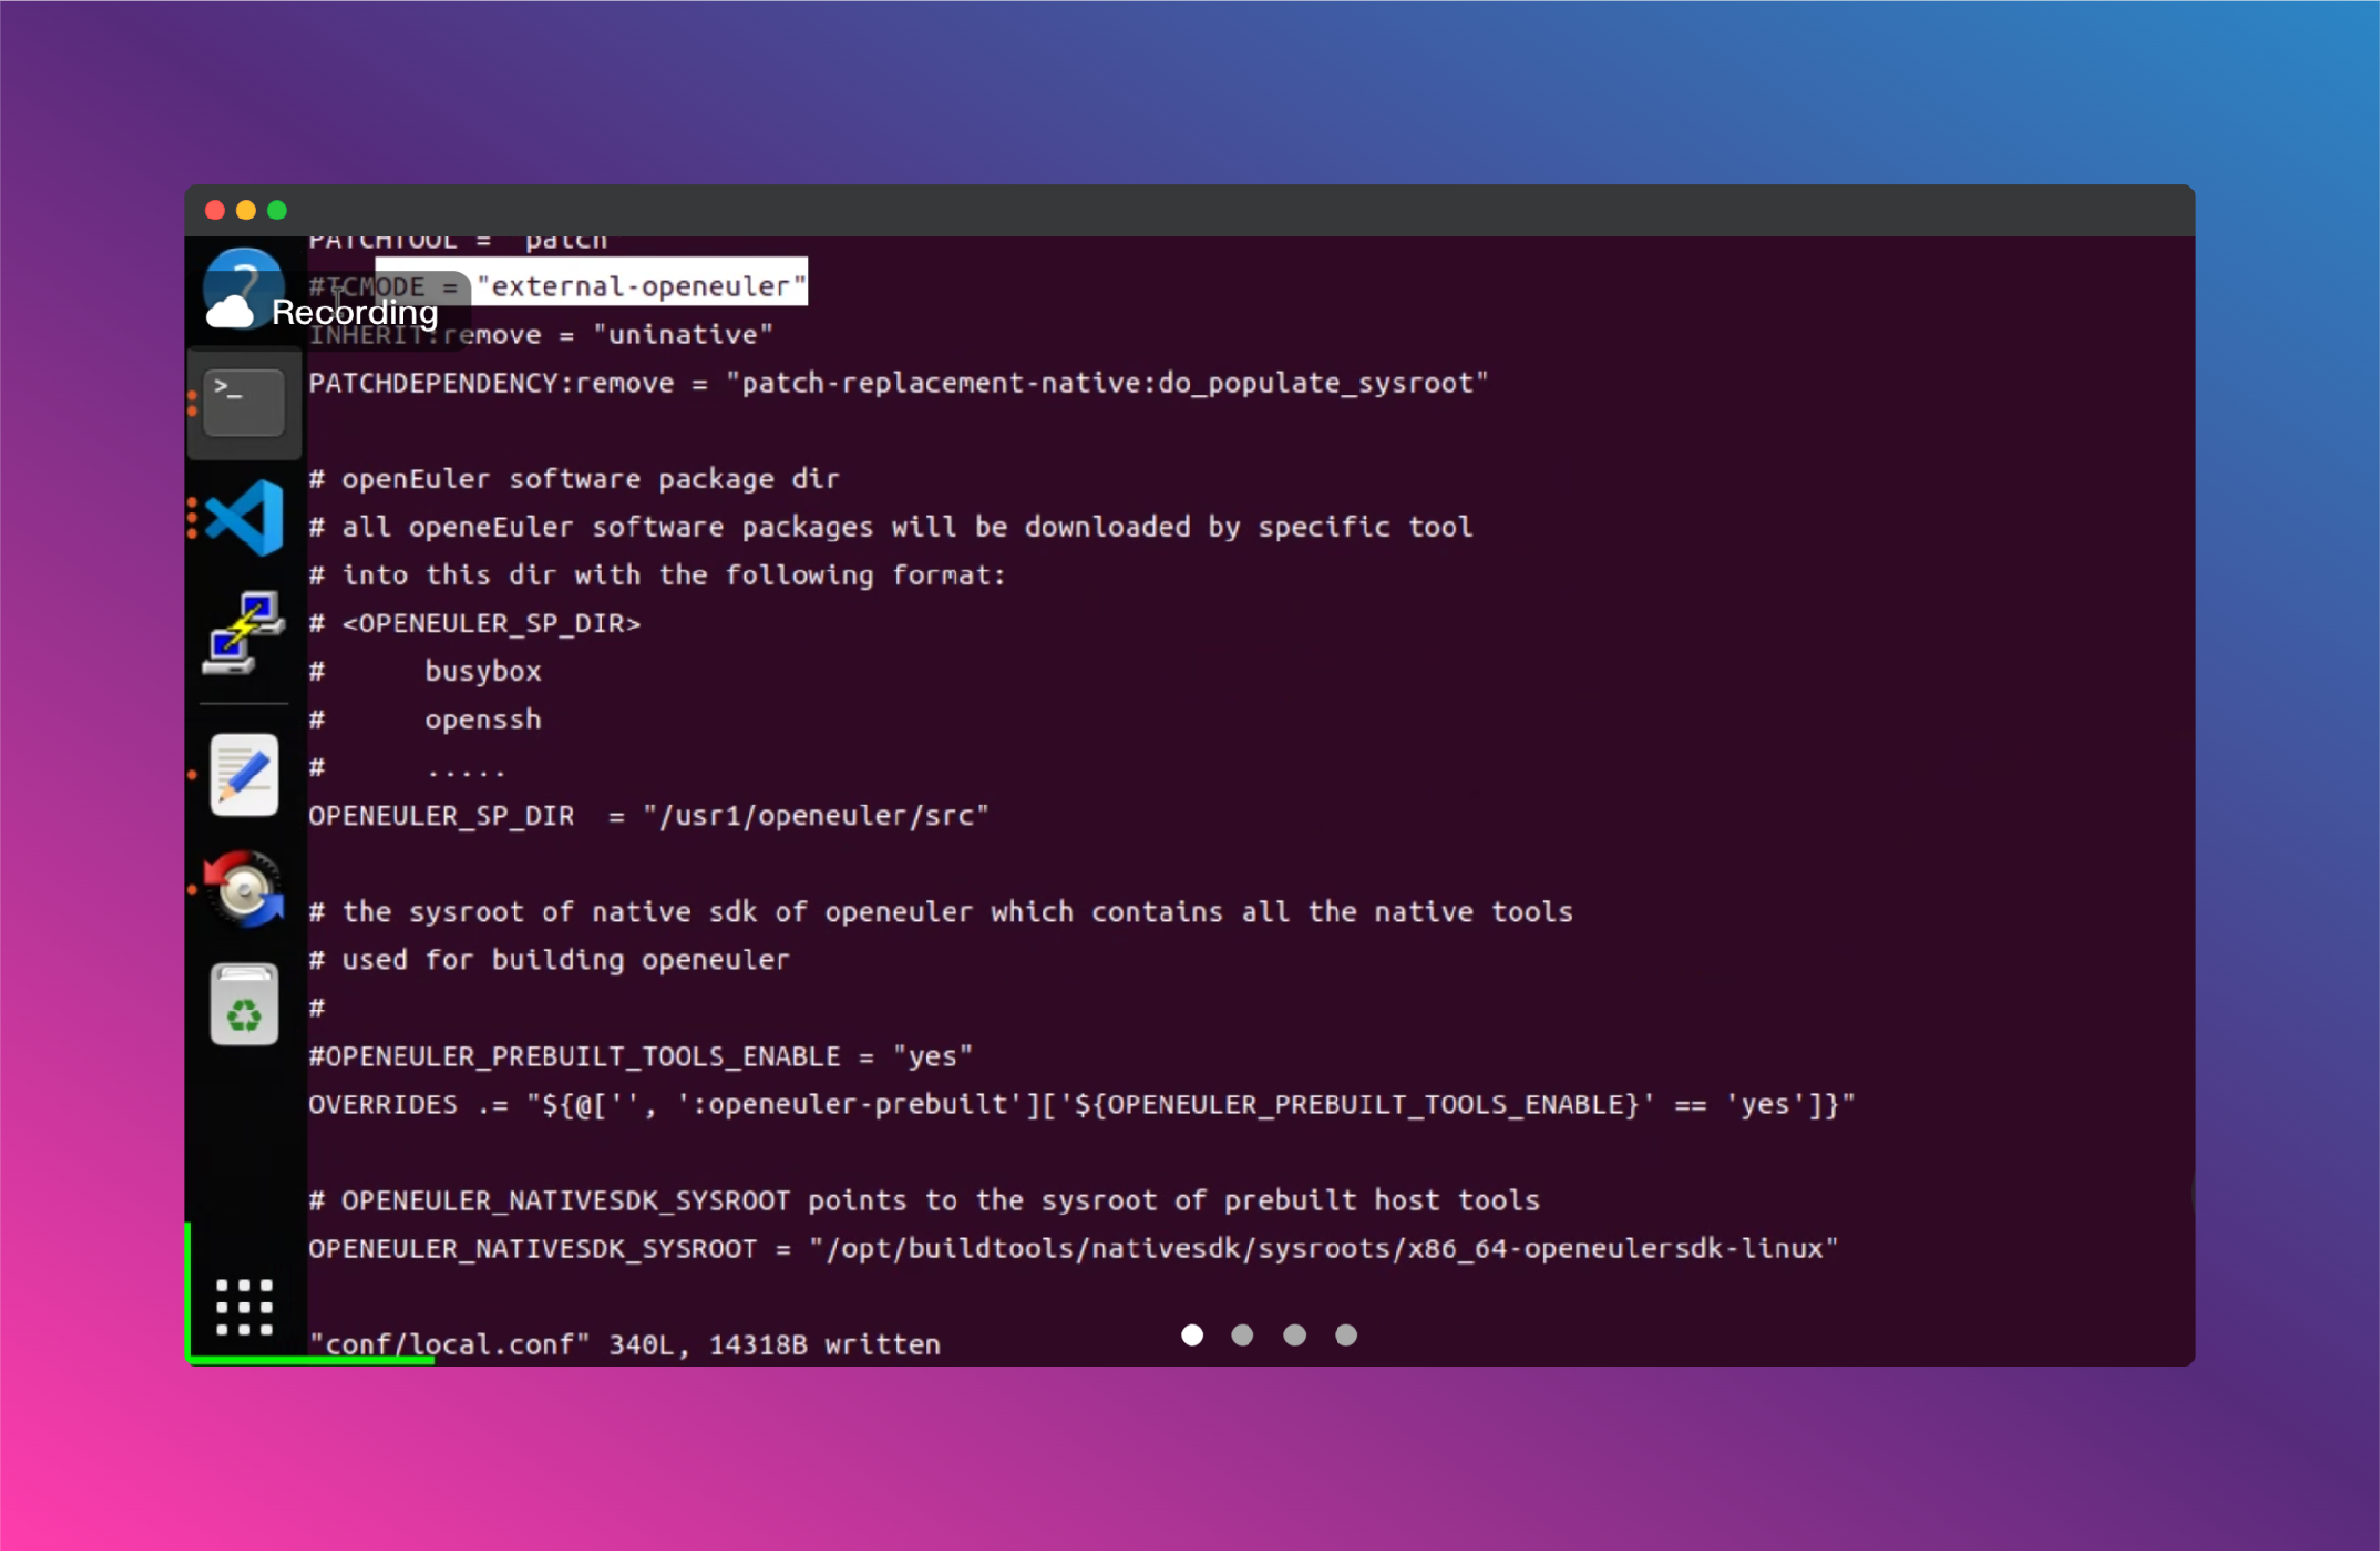 PATCHTOOL = "patch"
#TCMODE = "external-openeuler"
Recording
INHERIT:remove = "uninative"
PATCHDEPENDENCY:remove = "patch-replacement-native:do_populate_sysroot"
# openEuler software package dir
# all openeEuler software packages will be downloaded by specific tool
# into this dir with the following format:
# <OPENEULER_SP_DIR>
#      busybox
#      openssh
#      .....
OPENEULER_SP_DIR  = "/usr1/openeuler/src"
# the sysroot of native sdk of openeuler which contains all the native tools
# used for building openeuler
#
#OPENEULER_PREBUILT_TOOLS_ENABLE = "yes"
OVERRIDES .= "${@['', ':openeuler-prebuilt']['${OPENEULER_PREBUILT_TOOLS_ENABLE}' == 'yes']}"
# OPENEULER_NATIVESDK_SYSROOT points to the sysroot of prebuilt host tools
OPENEULER_NATIVESDK_SYSROOT = "/opt/buildtools/nativesdk/sysroots/x86_64-openeulersdk-linux"
"conf/local.conf" 340L, 14318B written